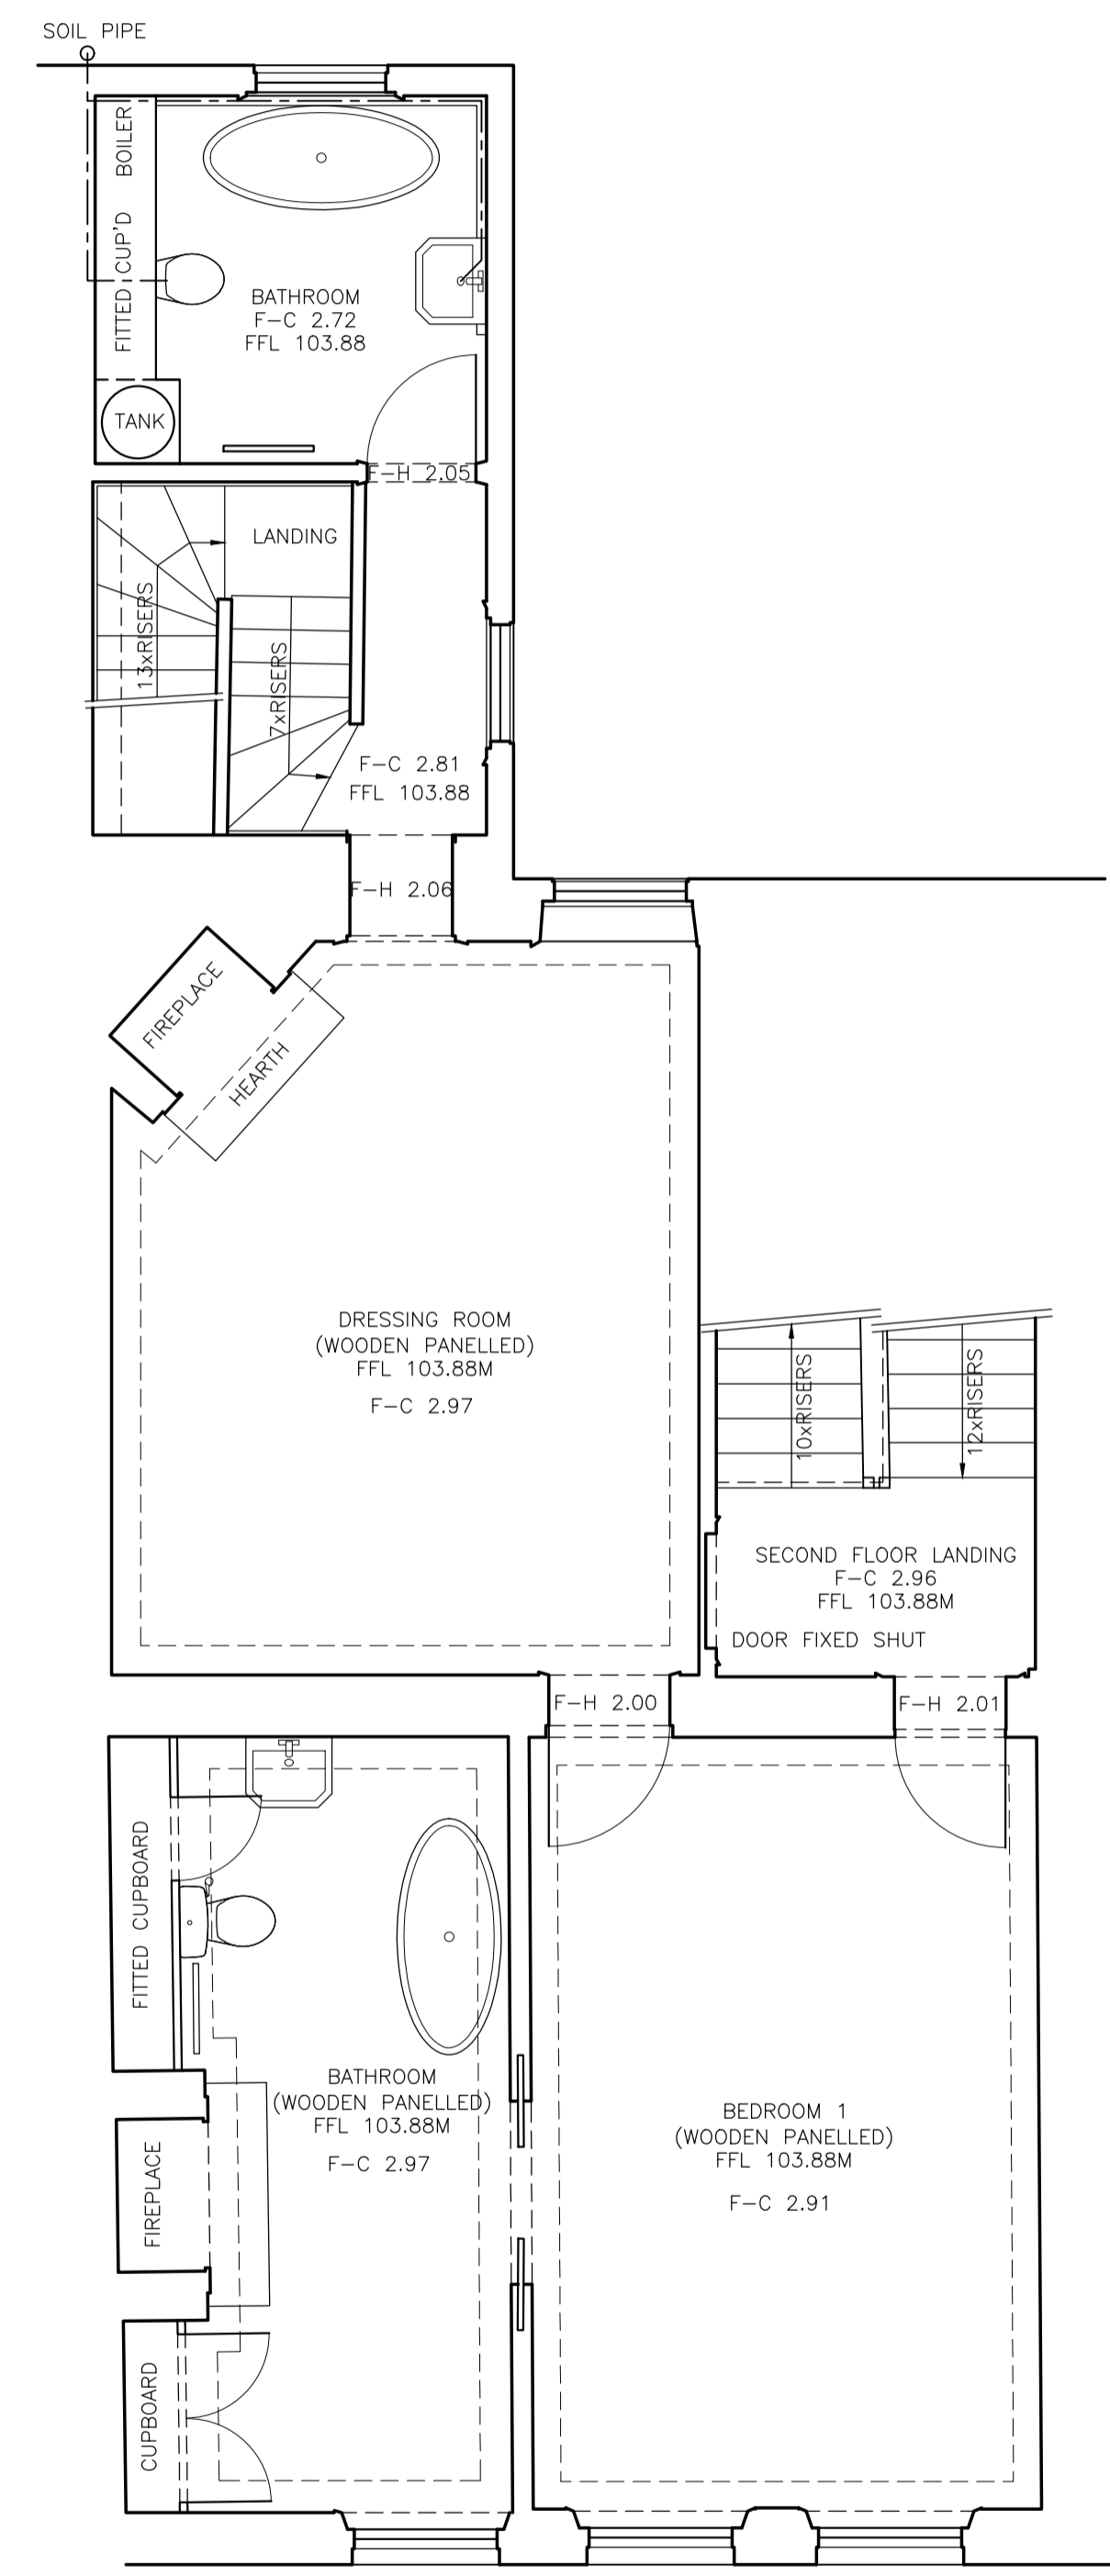 SOIL PIPE
BOILER
FITTED CUP'D
BATHROOM
F-C 2.72
FFL 103.88
TANK
F-H 2.05
LANDING
13xRISERS
7xRISERS
F-C 2.81
FFL 103.88
F-H 2.06
FIREPLACE
HEARTH
DRESSING ROOM
(WOODEN PANELLED)
FFL 103.88M
F-C 2.97
10xRISERS
12xRISERS
SECOND FLOOR LANDING
F-C 2.96
FFL 103.88M
DOOR FIXED SHUT
F-H 2.00
F-H 2.01
FITTED CUPBOARD
BATHROOM
(WOODEN PANELLED)
FFL 103.88M
F-C 2.97
BEDROOM 1
(WOODEN PANELLED)
FFL 103.88M
F-C 2.91
FIREPLACE
CUPBOARD